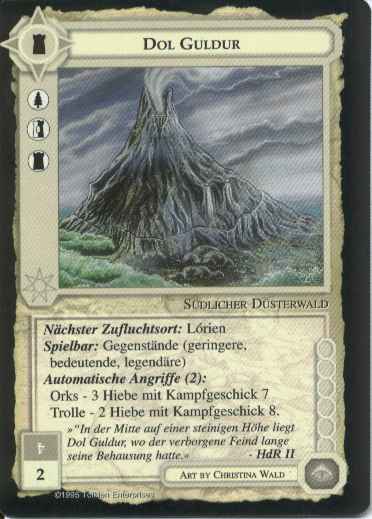 DOL GULDUR
SÜDLICHER DÜSTERWALD
Nächster Zufluchtsort: Lórien
Spielbar: Gegenstände (geringere,
bedeutende, legendäre)
Automatische Angriffe (2):
Orks - 3 Hiebe mit Kampfgeschick 7
Trolle - 2 Hiebe mit Kampfgeschick 8.
»"In der Mitte auf einer steinigen Höhe liegt
Dol Guldur, wo der verborgene Feind lange
seine Behausung hatte.« - HdR II
4
2
ART BY CHRISTINA WALD
©1995 Tolkien Enterprises